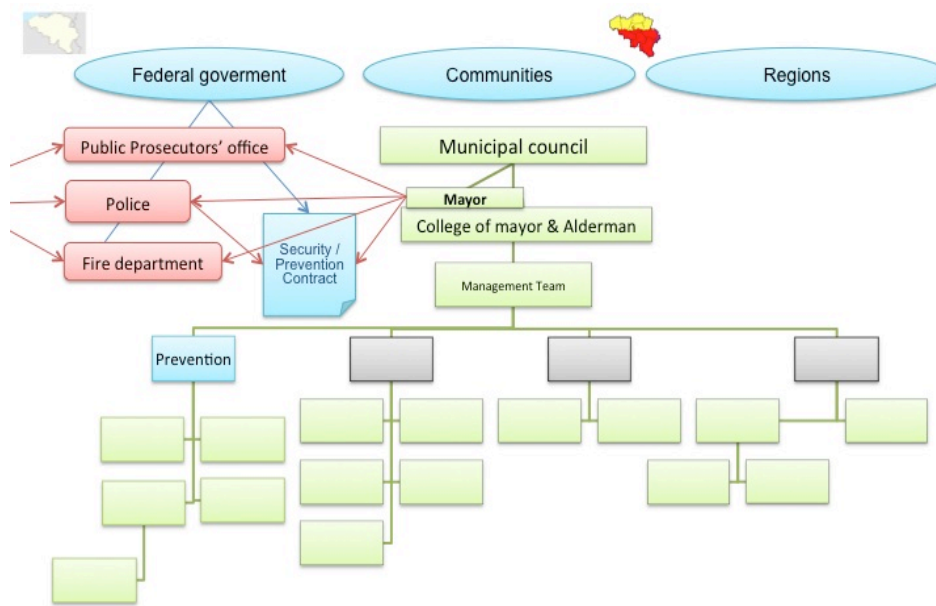 Federal goverment
Communities
Regions
Public Prosecutors' office
Municipal council
Police
Mayor
College of mayor & Alderman
Security /
Prevention
Contract
Fire department
Management Team
Prevention